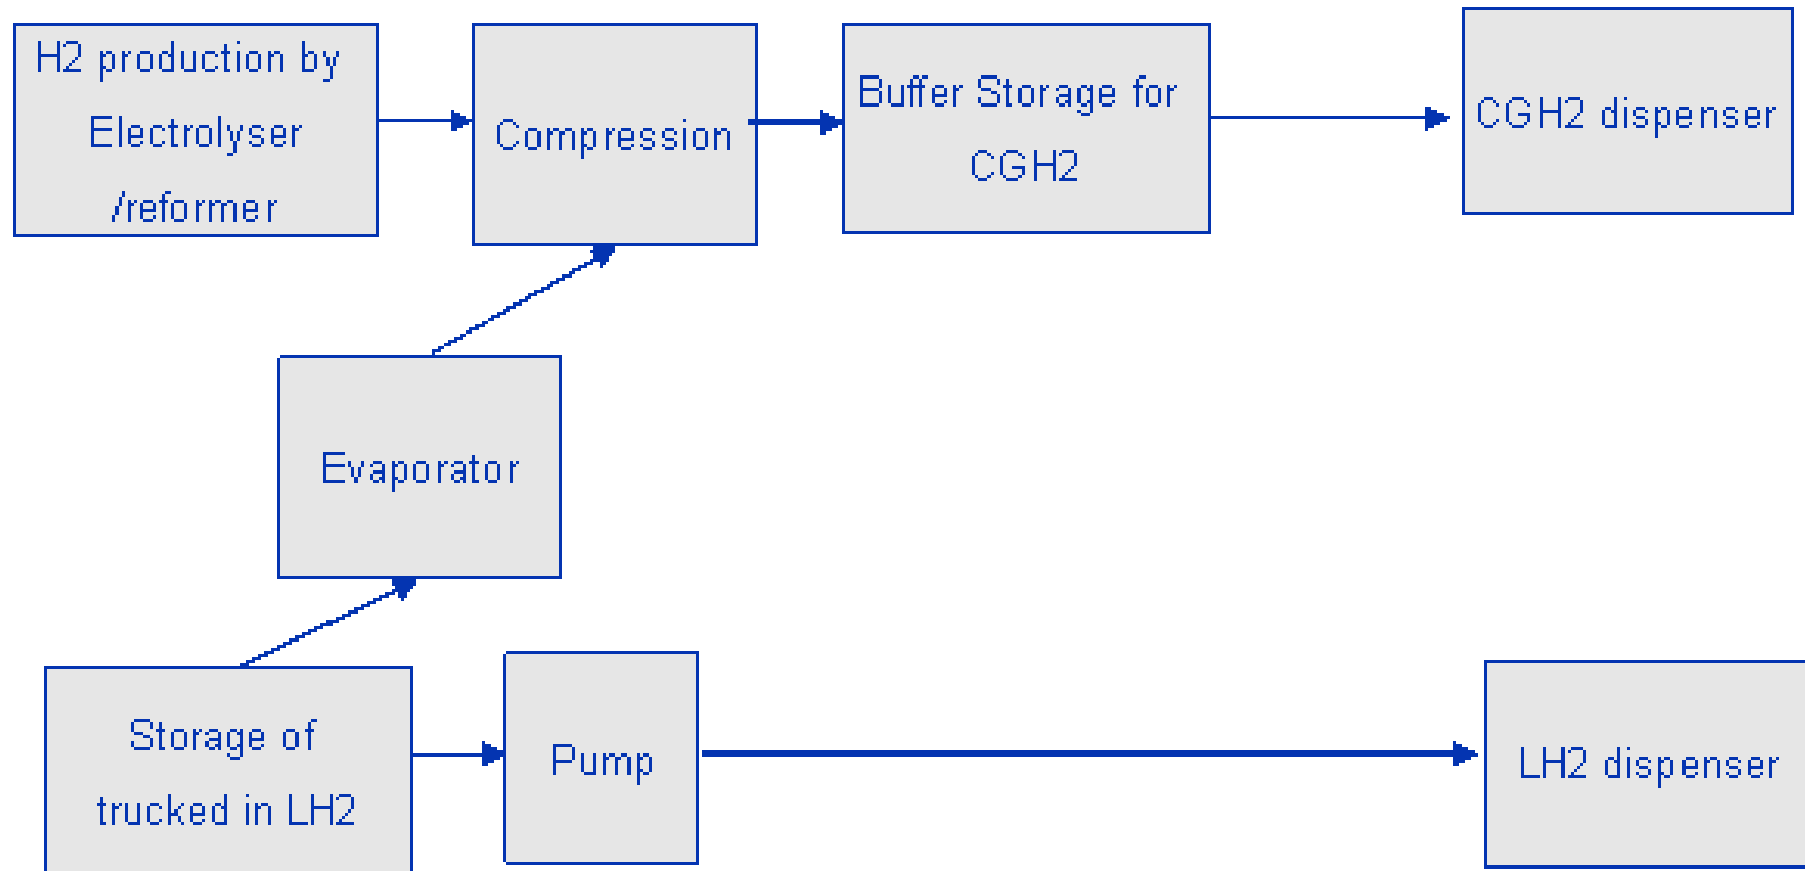 H2 production by
Electrolyser
/reformer
Compression
Buffer Storage for
CGH2
CGH2 dispenser
Evaporator
Storage of
trucked in LH2
Pump
LH2 dispenser